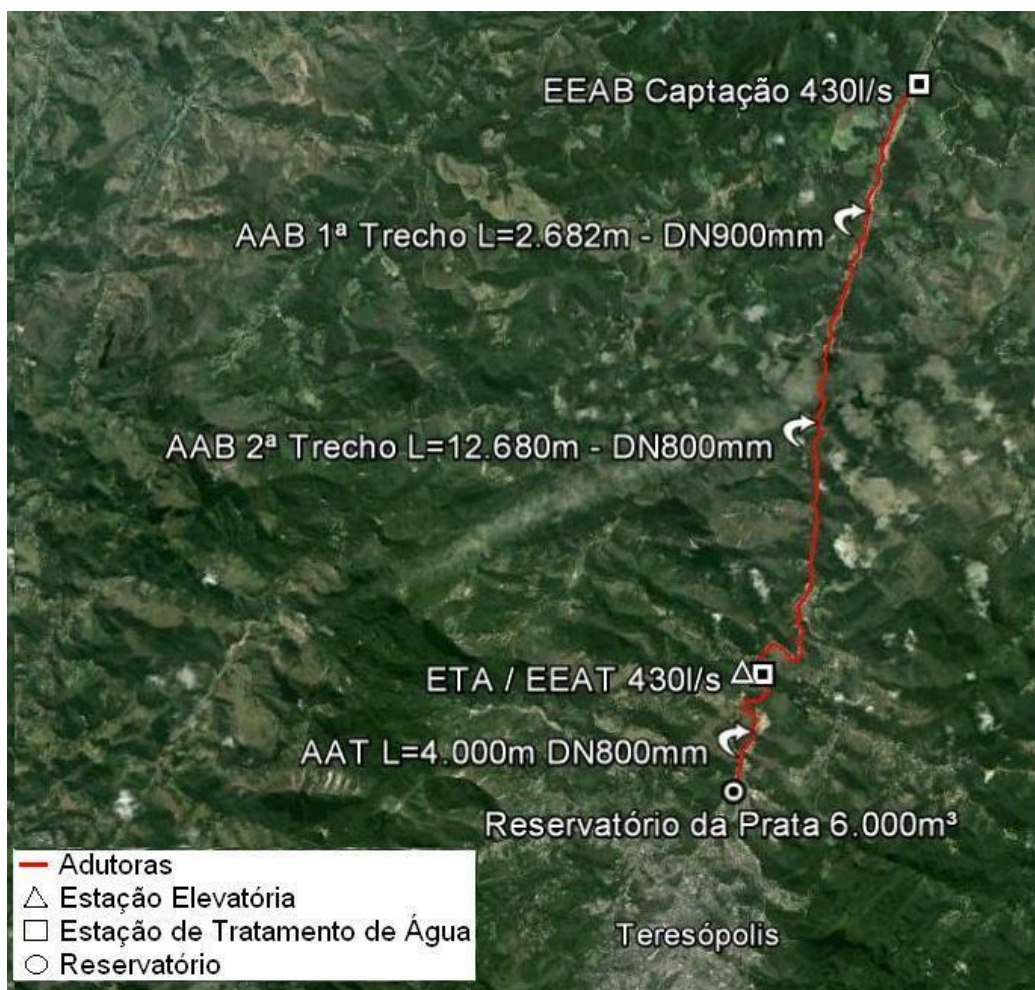 EEAB Captação 430l/s
AAB 1ª Trecho L=2.682m - DN900mm
AAB 2ª Trecho L=12.680m - DN800mm
ETA / EEAT 430l/s
AAT L=4.000m DN800mm
Reservatório da Prata 6.000m³
Teresópolis
Adutoras
Estação Elevatória
Estação de Tratamento de Água
Reservatório